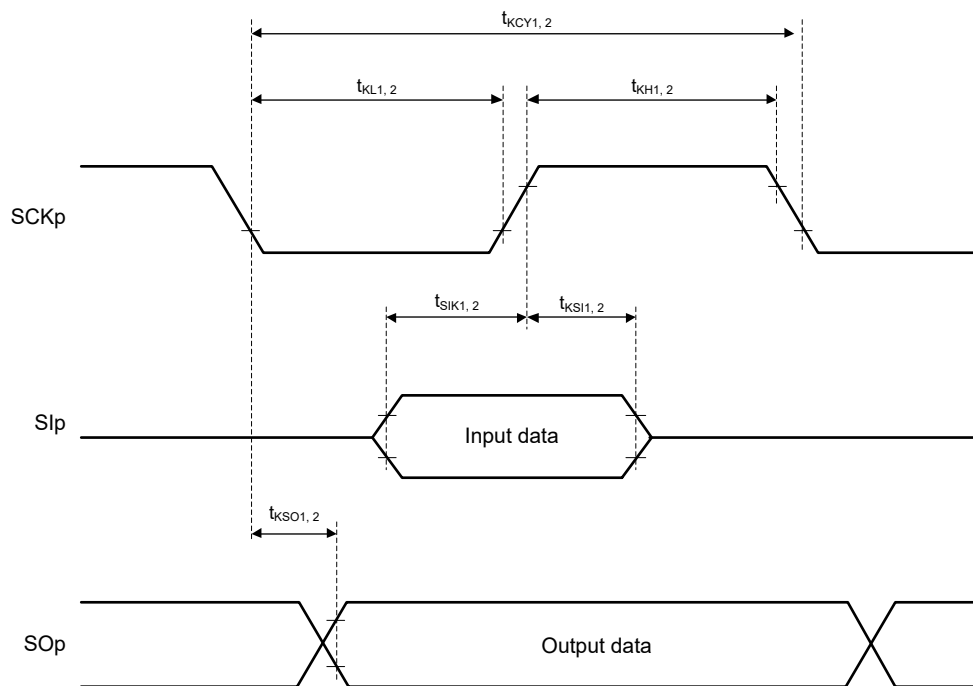 tKCY1, 2
tKL1, 2
tKH1, 2
SCKp
tSIK1, 2
tKSI1, 2
SIp
Input data
tKSO1, 2
SOp
Output data